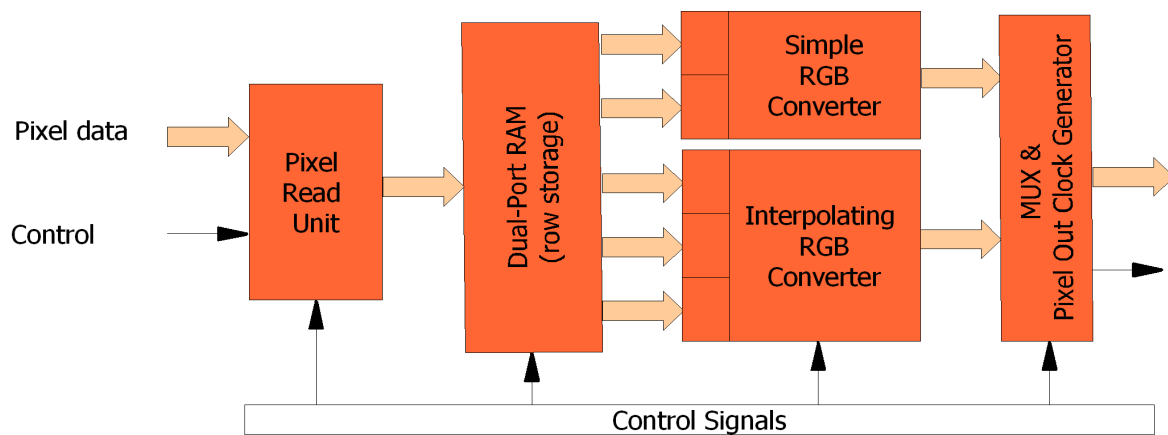 Pixel data
Control
Pixel
Read
Unit
Dual-Port RAM
(row storage)
Simple
RGB
Converter
Interpolating
RGB
Converter
MUX &
Pixel Out Clock Generator
Control Signals